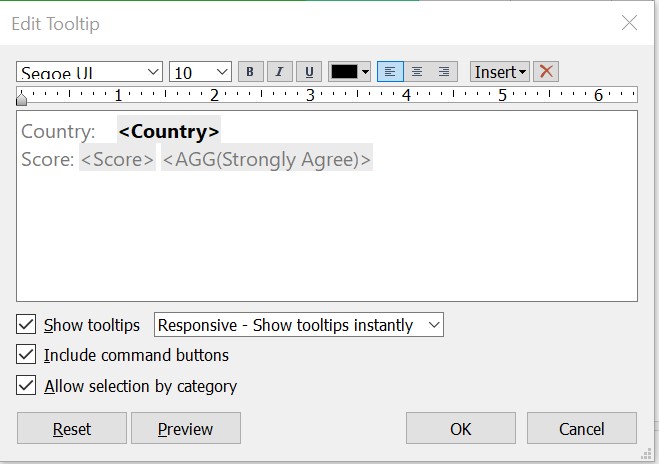 Edit Tooltip
Segoe UI 10 B I U Insert
1 2 3 4 5 6
Country: <Country>
Score: <Score> <AGG(Strongly Agree)>
Show tooltips Responsive - Show tooltips instantly
Include command buttons
Allow selection by category
Reset Preview OK Cancel